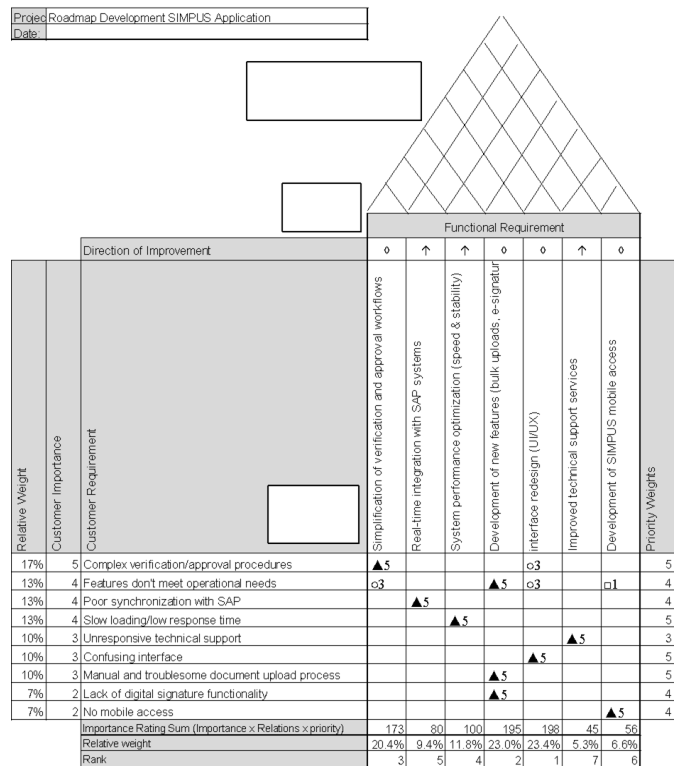 Projec Roadmap Development SIMPUS Application
Date:
Functional Requirement
Direction of Improvement ◊ ↑ ↑ ◊ ◊ ↑ ◊
Relative Weight
Customer Importance
Customer Requirement
Simplification of verification and approval workflows
Real-time integration with SAP systems
System performance optimization (speed & stability)
Development of new features (bulk uploads, e-signatur
interface redesign (UI/UX)
Improved technical support services
Development of SIMPUS mobile access
Priority Weights
17% 5 Complex verification/approval procedures ▲5 ○3 5
13% 4 Features don't meet operational needs ○3 ▲5 ○3 □1 4
13% 4 Poor synchronization with SAP ▲5 4
13% 4 Slow loading/low response time ▲5 5
10% 3 Unresponsive technical support ▲5 3
10% 3 Confusing interface ▲5 5
10% 3 Manual and troublesome document upload process ▲5 5
7% 2 Lack of digital signature functionality ▲5 4
7% 2 No mobile access ▲5 4
Importance Rating Sum (Importance x Relations x priority) 173 80 100 195 198 45 56
Relative weight 20.4% 9.4% 11.8% 23.0% 23.4% 5.3% 6.6%
Rank 3 5 4 2 1 7 6